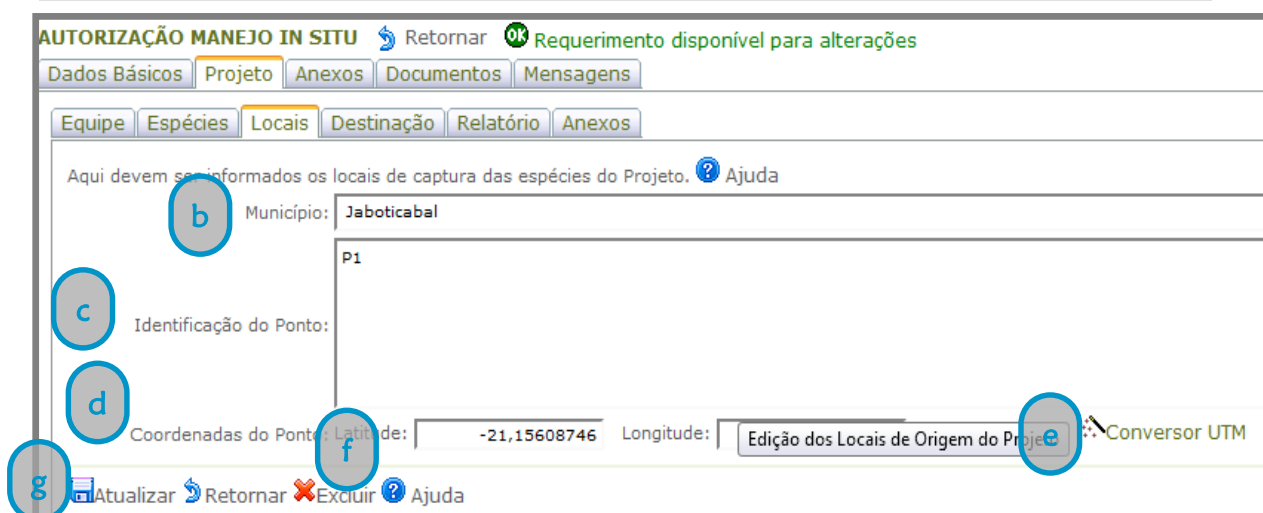 AUTORIZAÇÃO MANEJO IN SITU Retornar OK Requerimento disponível para alterações
Dados Básicos Projeto Anexos Documentos Mensagens
Equipe Espécies Locais Destinação Relatório Anexos
Aqui devem ser informados os locais de captura das espécies do Projeto. ? Ajuda
b Município: Jaboticabal
P1
c Identificação do Ponto:
d
Coordenadas do Ponto: Latitude: -21,15608746 Longitude: Edição dos Locais de Origem do Projeto e Conversor UTM
f
g Atualizar Retornar Excluir ? Ajuda